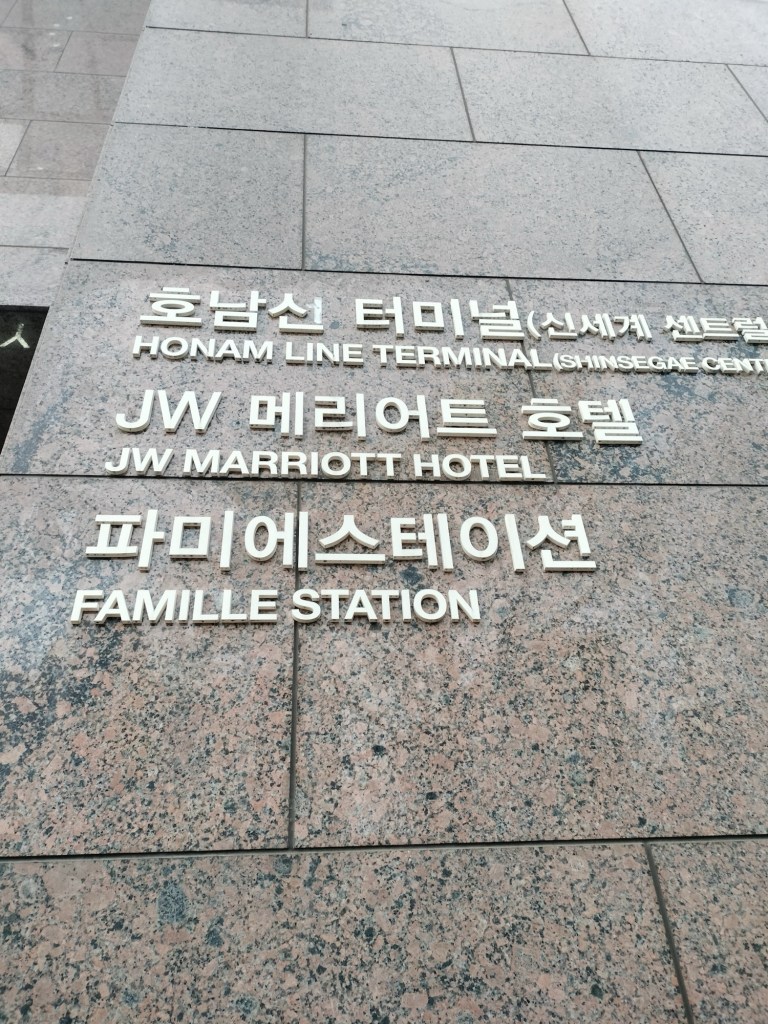 호남선 터미널(신세계 센트럴
HONAM LINE TERMINAL(SHINSEGAE CENT
JW 메리어트 호텔
JW MARRIOTT HOTEL
파미에스테이션
FAMILLE STATION